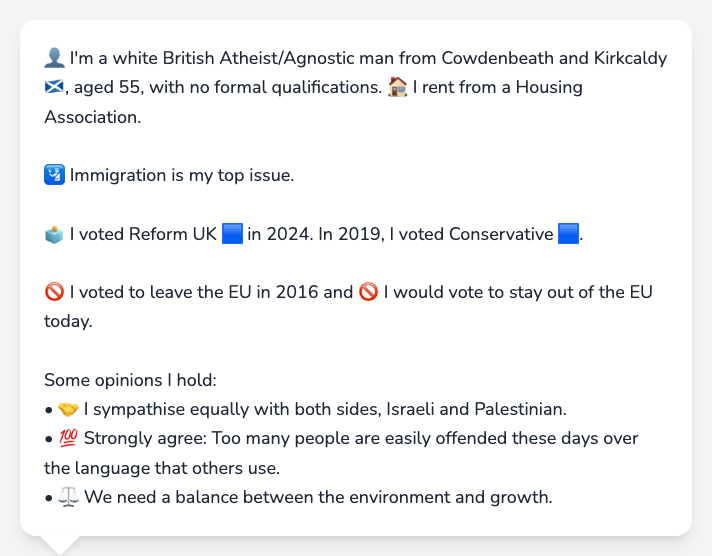 👤 I'm a white British Atheist/Agnostic man from Cowdenbeath and Kirkcaldy
🏴󠁧󠁢󠁳󠁣󠁴󠁿, aged 55, with no formal qualifications. 🏠 I rent from a Housing
Association.
🛂 Immigration is my top issue.
🗳️ I voted Reform UK 🟦 in 2024. In 2019, I voted Conservative 🟦.
🚫 I voted to leave the EU in 2016 and 🚫 I would vote to stay out of the EU
today.
Some opinions I hold:
• 🤝 I sympathise equally with both sides, Israeli and Palestinian.
• 💯 Strongly agree: Too many people are easily offended these days over
the language that others use.
• ⚖️ We need a balance between the environment and growth.